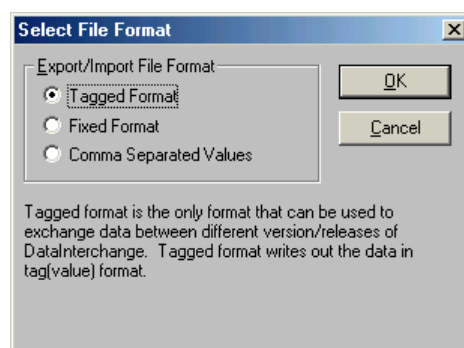 Select File Format
Export/Import File Format
Tagged Format
Fixed Format
Comma Separated Values
OK
Cancel
Tagged format is the only format that can be used to
exchange data between different version/releases of
DataInterchange. Tagged format writes out the data in
tag(value) format.